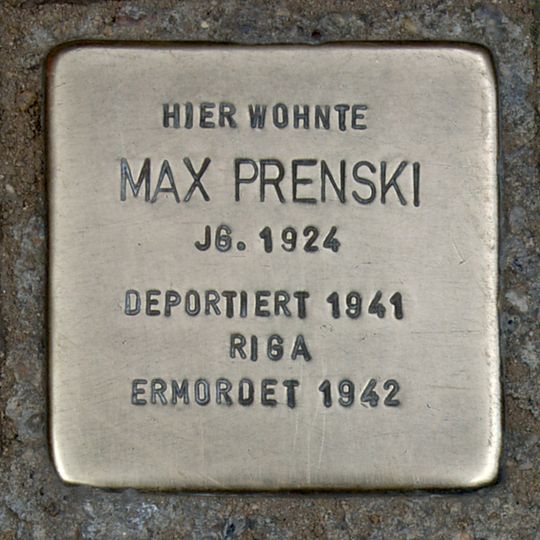 HIER WOHNTE
MAX PRENSKI
JG. 1924
DEPORTIERT 1941
RIGA
ERMORDET 1942